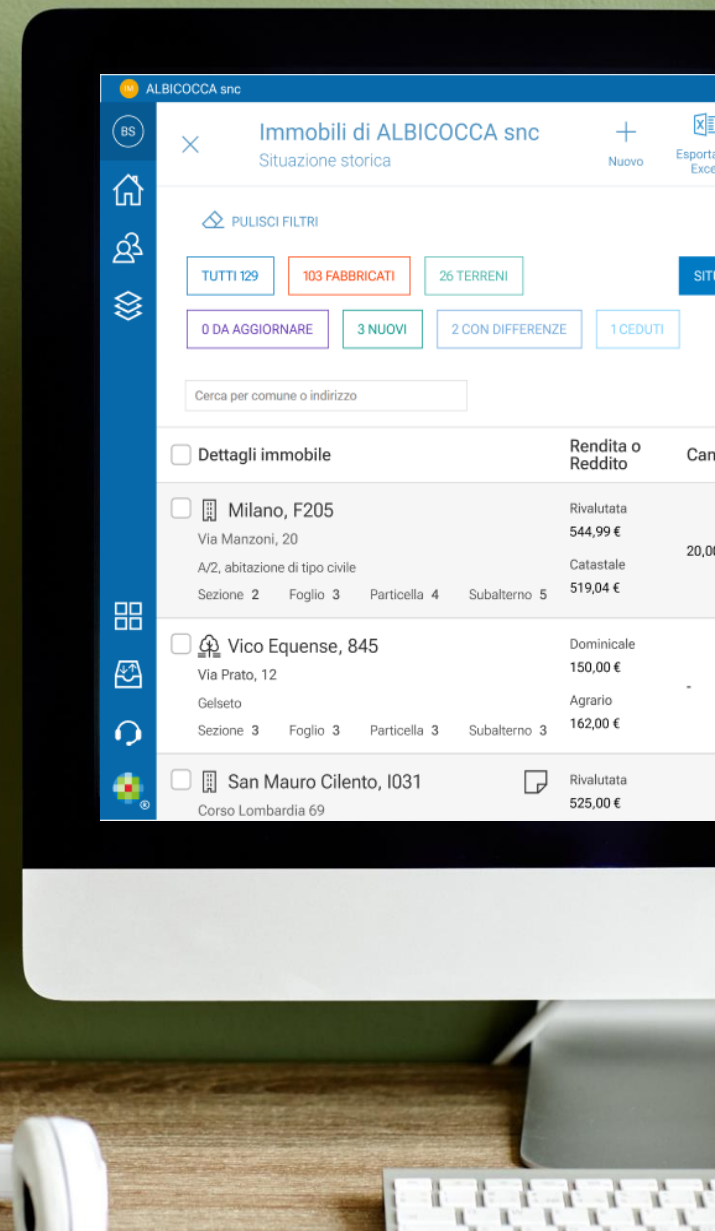 IM ALBICOCCA snc
BS
Immobili di ALBICOCCA snc
Situazione storica
Nuovo
PULISCI FILTRI
TUTTI 129 103 FABBRICATI 26 TERRENI
0 DA AGGIORNARE 3 NUOVI 2 CON DIFFERENZE 1 CEDUTI
Cerca per comune o indirizzo
Dettagli immobile
Rendita o
Reddito
Milano, F205
Via Manzoni, 20
A/2, abitazione di tipo civile
Sezione 2 Foglio 3 Particella 4 Subalterno 5
Rivalutata
544,99 €
Catastale
519,04 €
Vico Equense, 845
Via Prato, 12
Gelseto
Sezione 3 Foglio 3 Particella 3 Subalterno 3
Dominicale
150,00 €
-
Agrario
162,00 €
San Mauro Cilento, I031
Corso Lombardia 69
Rivalutata
525,00 €
®